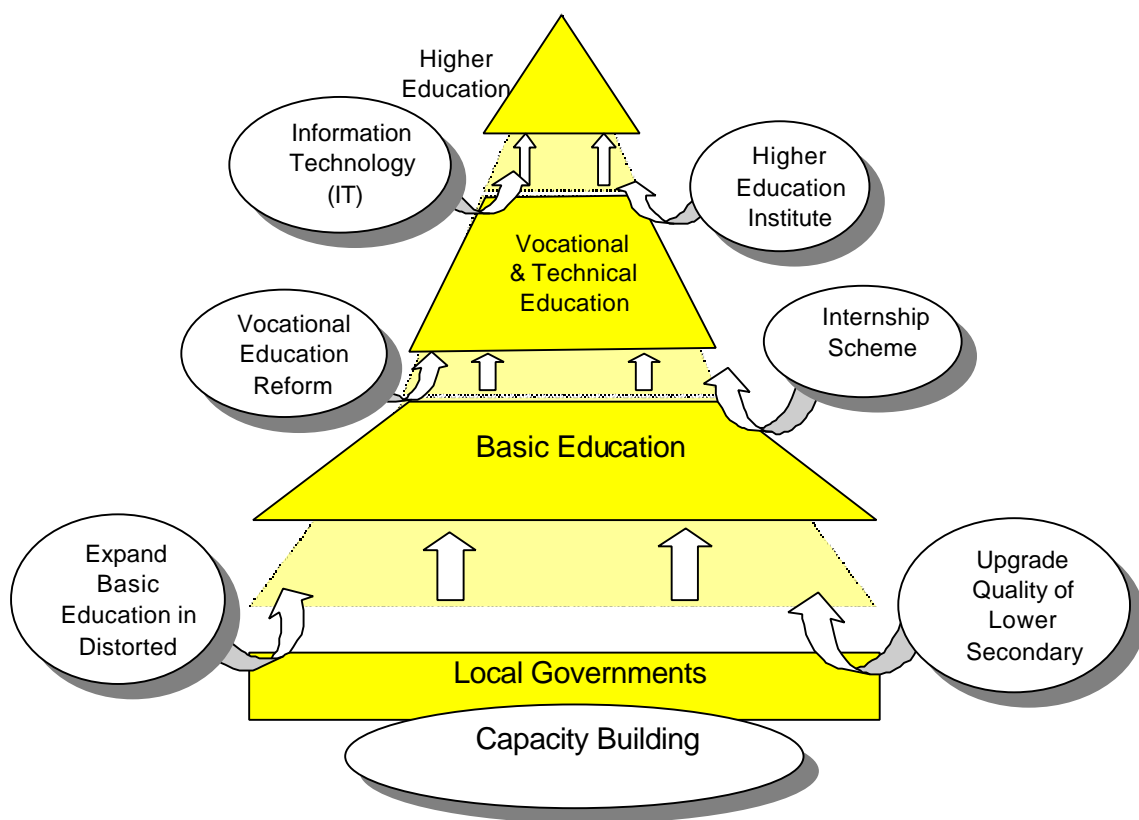 Higher
Education
Information
Technology
(IT)
Higher
Education
Institute
Vocational
& Technical
Education
Vocational
Education
Reform
Internship
Scheme
Basic Education
Expand
Basic
Education in
Distorted
Upgrade
Quality of
Lower
Secondary
Local Governments
Capacity Building